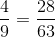 4/9 = 28/63